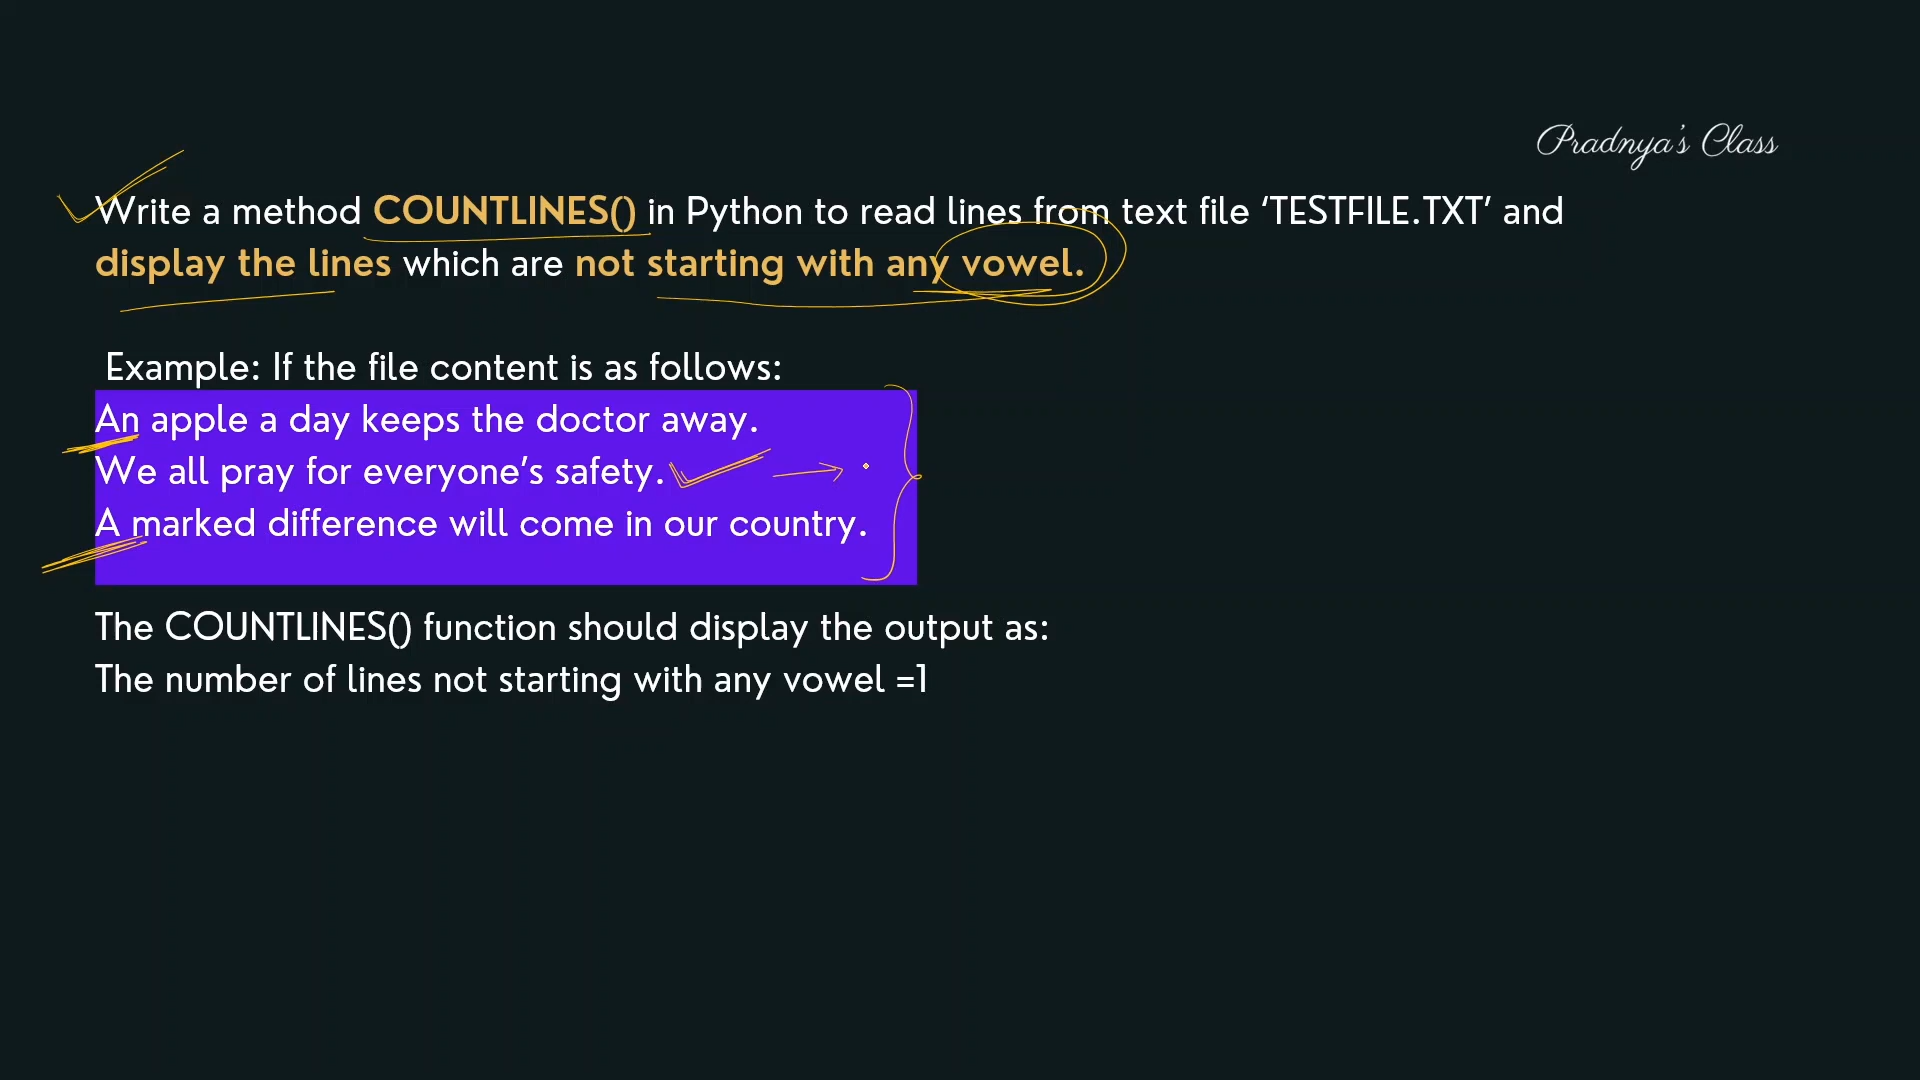 Pradnya's Class
Write a method COUNTLINES() in Python to read lines from text file ‘TESTFILE.TXT’ and
display the lines which are not starting with any vowel.
Example: If the file content is as follows:
An apple a day keeps the doctor away.
We all pray for everyone’s safety.
A marked difference will come in our country.
The COUNTLINES() function should display the output as:
The number of lines not starting with any vowel =1